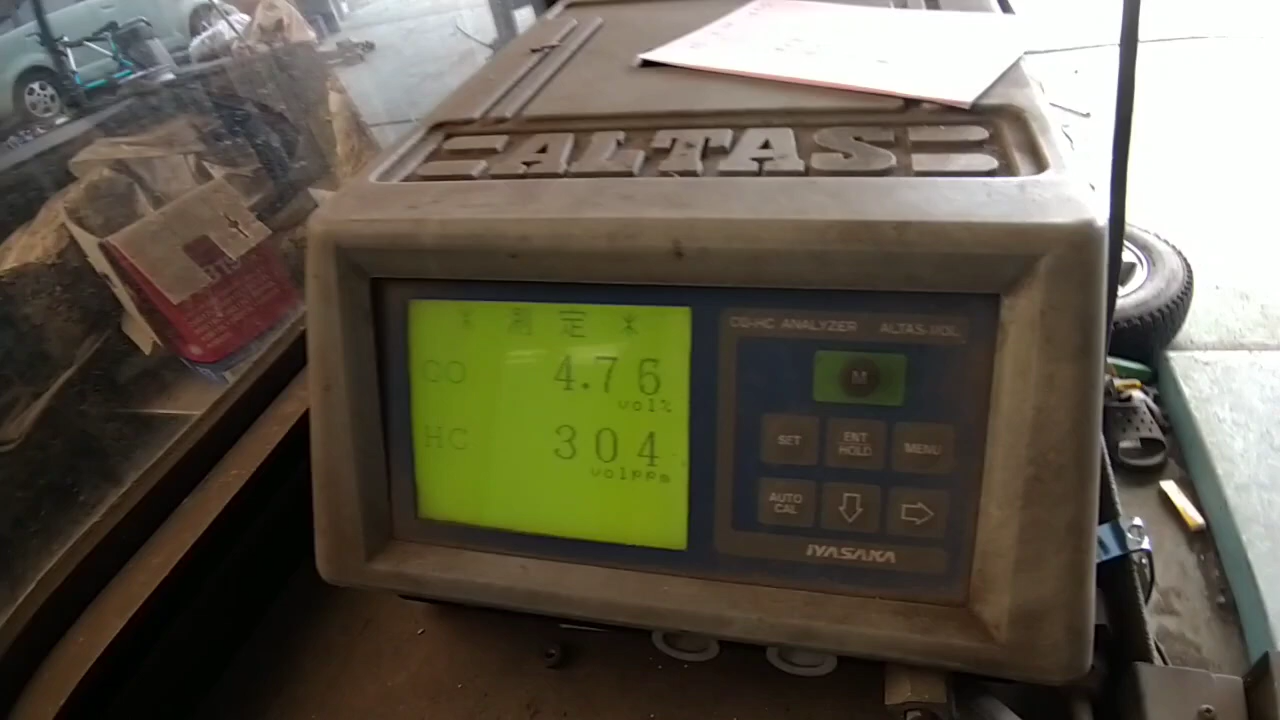 ALTAS
* 測 定 *
CO 4.76
vol%
HC 304
volppm
CO-HC ANALYZER ALTAS-VOL
M
SET
ENT
HOLD
MENU
AUTO
CAL
IYASAKA